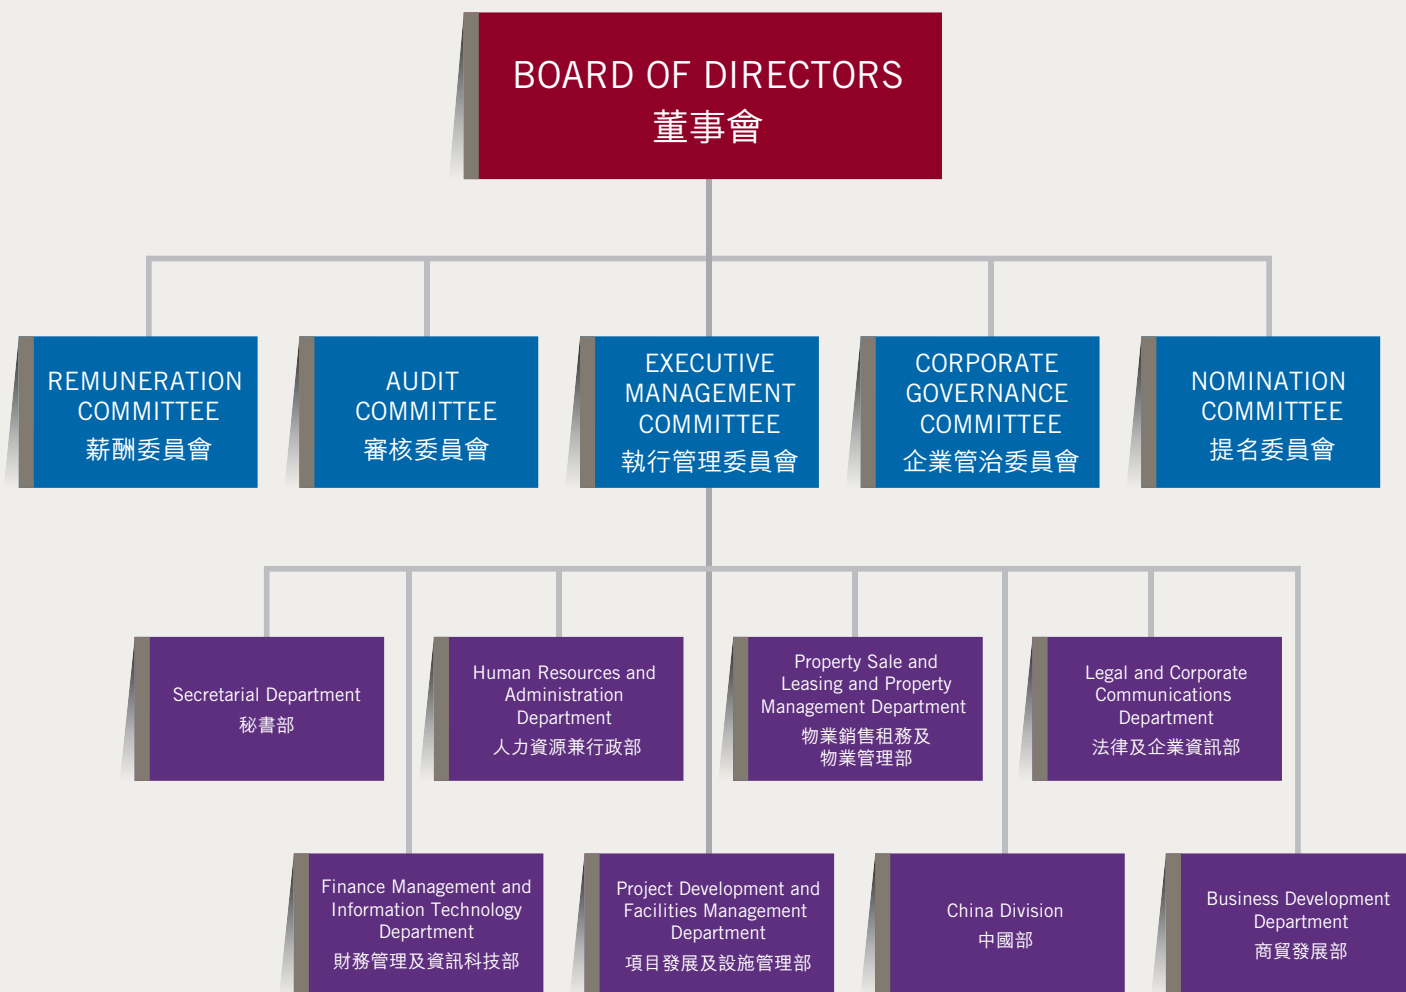 BOARD OF DIRECTORS
董事會
REMUNERATION
COMMITTEE
薪酬委員會
AUDIT
COMMITTEE
審核委員會
EXECUTIVE
MANAGEMENT
COMMITTEE
執行管理委員會
CORPORATE
GOVERNANCE
COMMITTEE
企業管治委員會
NOMINATION
COMMITTEE
提名委員會
Secretarial Department
秘書部
Human Resources and
Administration
Department
人力資源兼行政部
Property Sale and
Leasing and Property
Management Department
物業銷售租務及
物業管理部
Legal and Corporate
Communications
Department
法律及企業資訊部
Finance Management and
Information Technology
Department
財務管理及資訊科技部
Project Development and
Facilities Management
Department
項目發展及設施管理部
China Division
中國部
Business Development
Department
商貿發展部